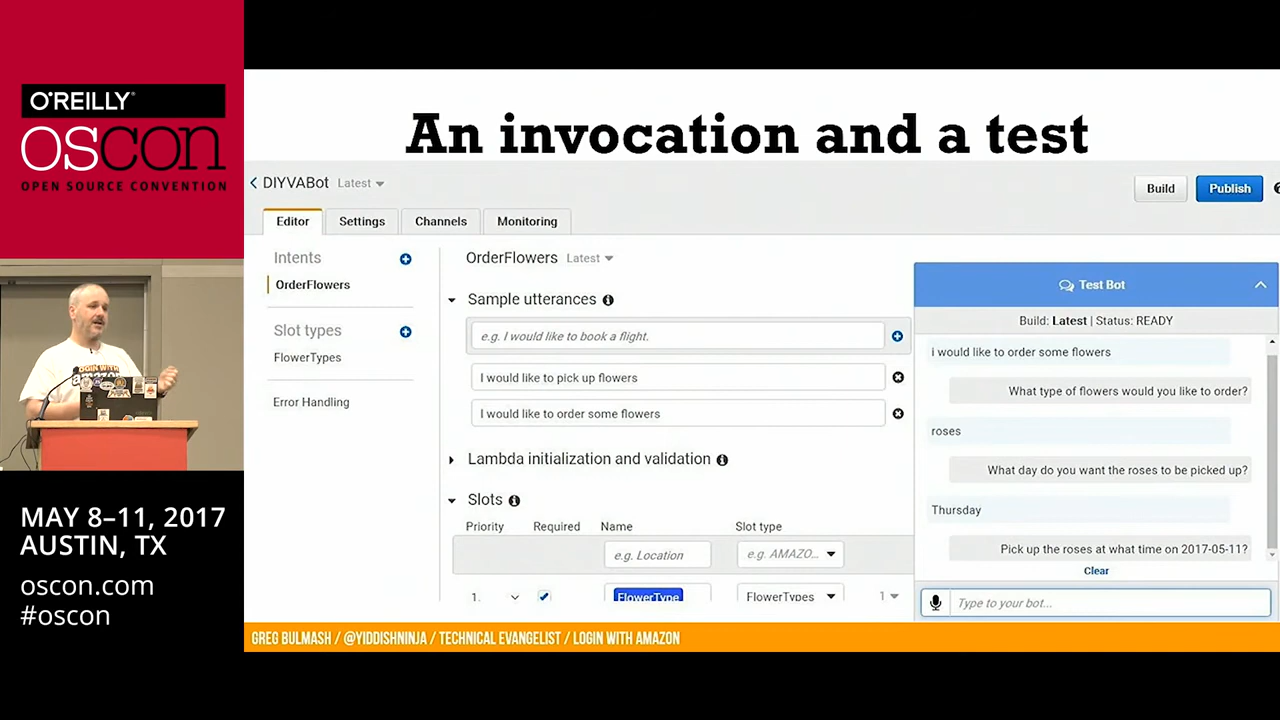 O'REILLY®
OSCON
OPEN SOURCE CONVENTION
MAY 8–11, 2017
AUSTIN, TX
oscon.com
#oscon
An invocation and a test
DIYVABot Latest
Build Publish
Editor Settings Channels Monitoring
Intents
OrderFlowers
Slot types
FlowerTypes
Error Handling
OrderFlowers Latest
Sample utterances
e.g. I would like to book a flight.
I would like to pick up flowers
I would like to order some flowers
Lambda initialization and validation
Slots
Priority Required Name Slot type
e.g. Location e.g. AMAZO...
1. FlowerType FlowerTypes 1
Test Bot
Build: Latest | Status: READY
i would like to order some flowers
What type of flowers would you like to order?
roses
What day do you want the roses to be picked up?
Thursday
Pick up the roses at what time on 2017-05-11?
Clear
Type to your bot...
GREG BULMASH / @YIDDISHNINJA / TECHNICAL EVANGELIST / LOGIN WITH AMAZON